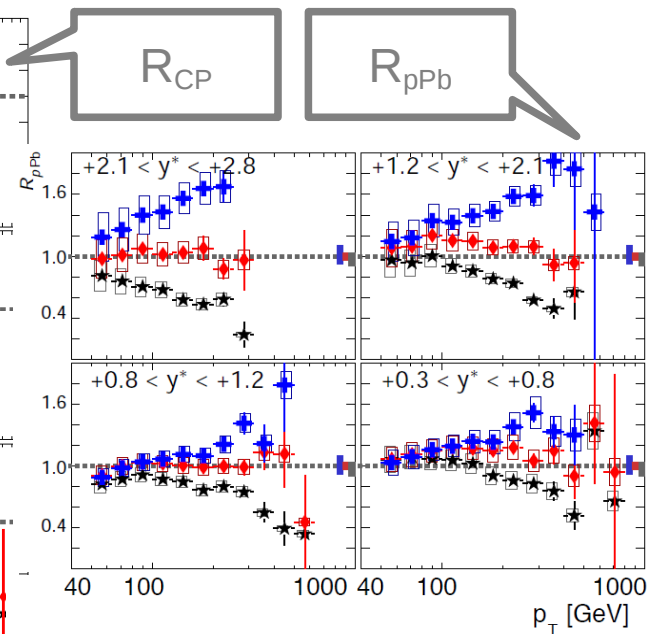 R_CP
R_pPb
R_pPb
+2.1 < y* < +2.8
+1.2 < y* < +2.1
1.6
1.0
0.4
+0.8 < y* < +1.2
+0.3 < y* < +0.8
1.6
1.0
0.4
40 100 1000 40 100 1000
p_T [GeV]